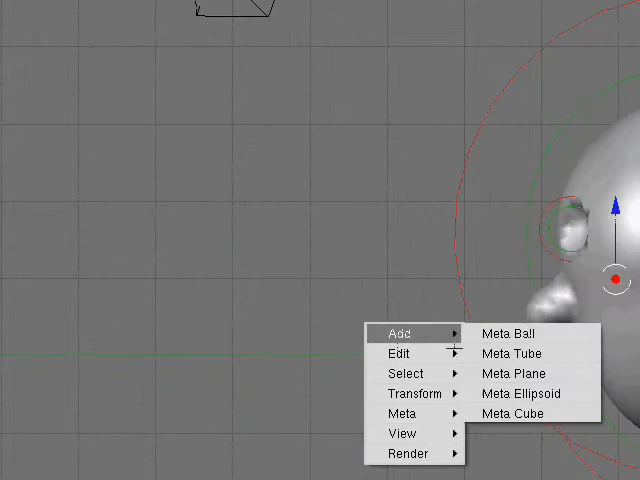 Add
Edit
Select
Transform
Meta
View
Render
Meta Ball
Meta Tube
Meta Plane
Meta Ellipsoid
Meta Cube